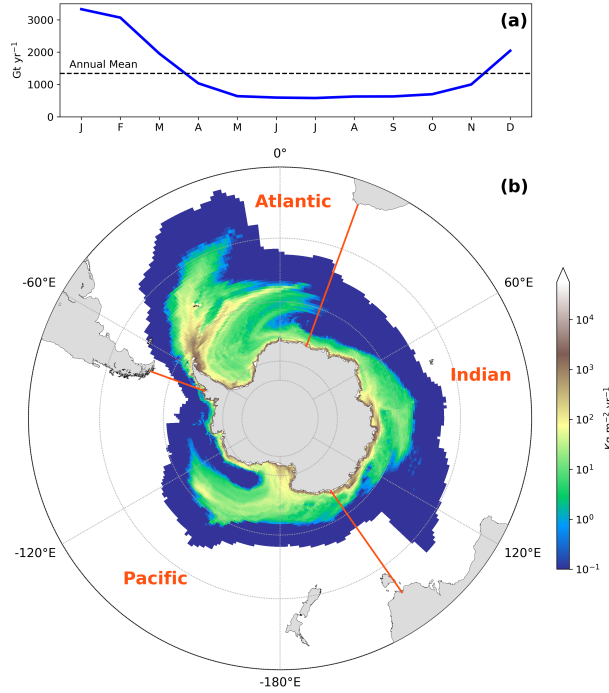 (a)
3000
2000
1000
0
Gt yr⁻¹
Annual Mean
J F M A M J J A S O N D
0°
(b)
Atlantic
-60°E
60°E
Indian
10⁴
10³
10²
10¹
10⁰
10⁻¹
Kg m⁻² yr⁻¹
-120°E
120°E
Pacific
-180°E